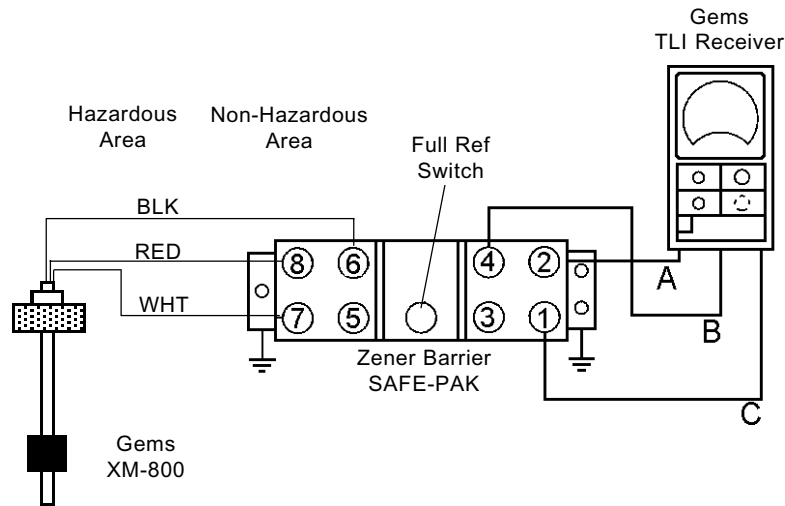 Gems
TLI Receiver
Hazardous
Area
Non-Hazardous
Area
Full Ref
Switch
BLK
RED
WHT
8
6
4
2
7
5
3
1
A
B
C
Zener Barrier
SAFE-PAK
Gems
XM-800